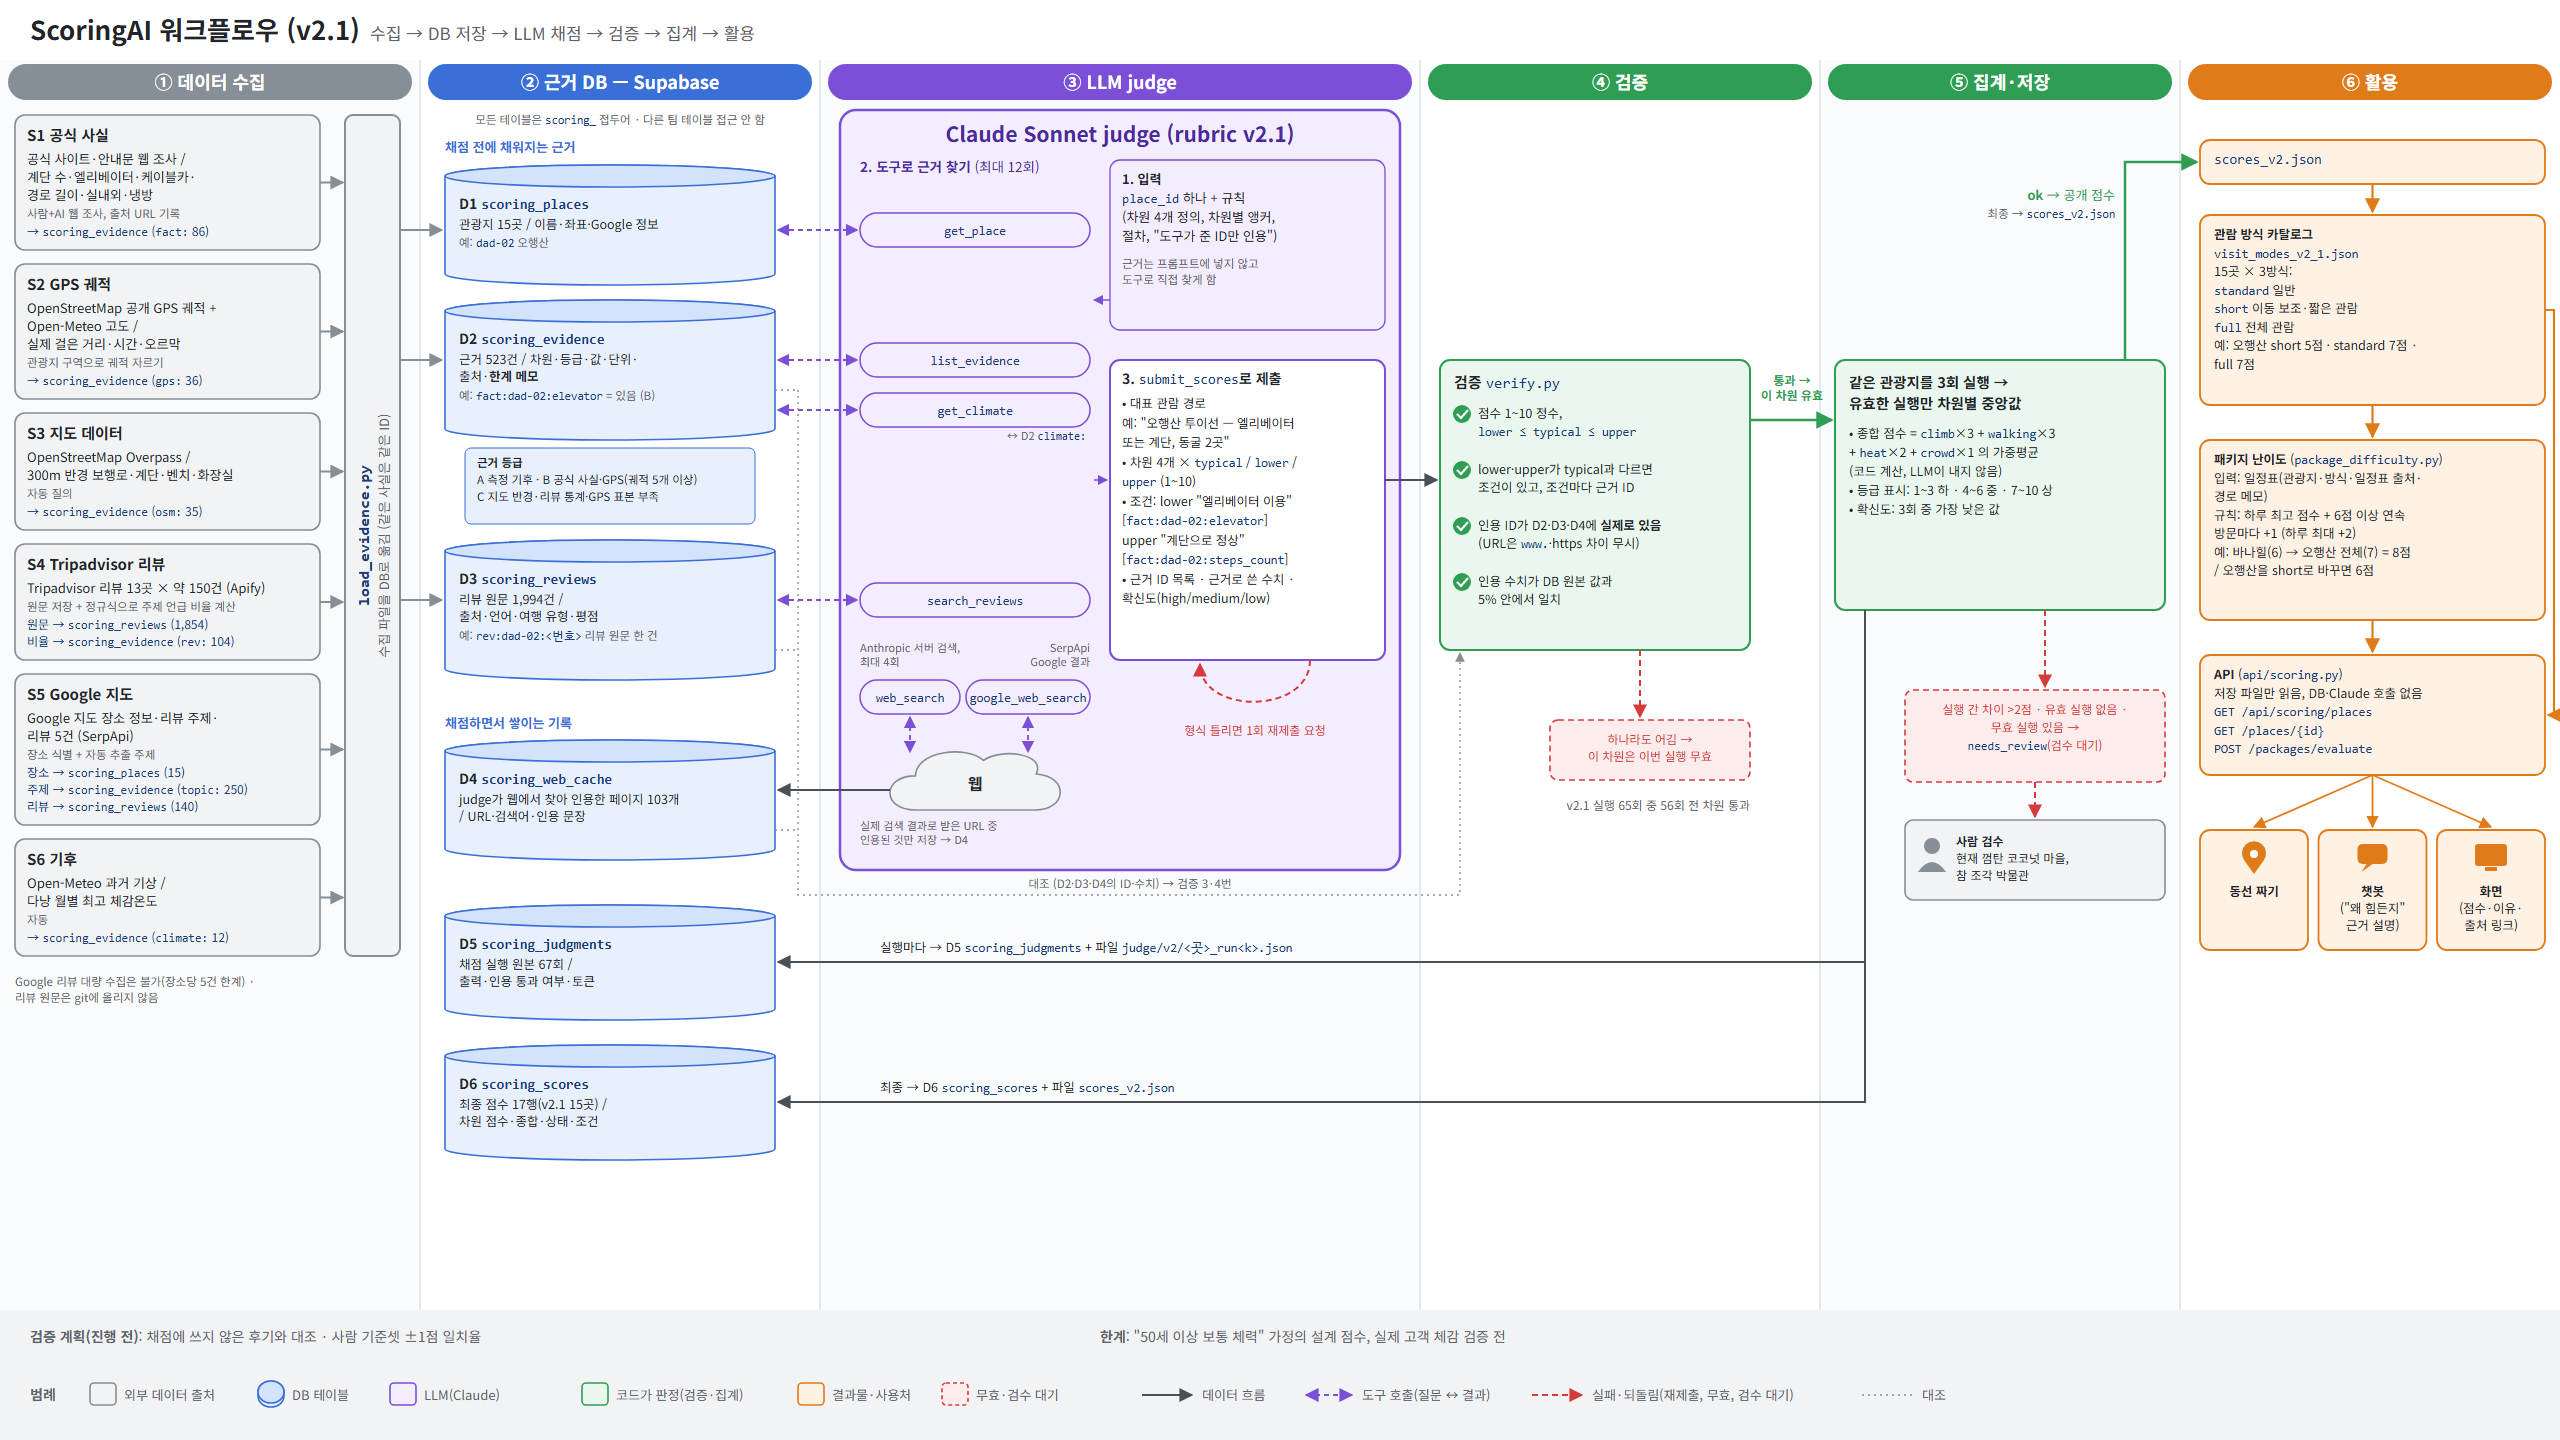 ScoringAI 워크플로우 (v2.1) 수집 → DB 저장 → LLM 채점 → 검증 → 집계 → 활용
① 데이터 수집
S1 공식 사실
공식 사이트·안내문 웹 조사 /
계단 수·엘리베이터·케이블카·
경로 길이·실내외·냉방
사람+AI 웹 조사, 출처 URL 기록
→ scoring_evidence (fact: 86)
S2 GPS 궤적
OpenStreetMap 공개 GPS 궤적 +
Open-Meteo 고도 /
실제 걸은 거리·시간·오르막
관광지 구역으로 궤적 자르기
→ scoring_evidence (gps: 36)
S3 지도 데이터
OpenStreetMap Overpass /
300m 반경 보행로·계단·벤치·화장실
자동 질의
→ scoring_evidence (osm: 35)
S4 Tripadvisor 리뷰
Tripadvisor 리뷰 13곳 × 약 150건 (Apify)
원문 저장 + 정규식으로 주제 언급 비율 계산
원문 → scoring_reviews (1,854)
비율 → scoring_evidence (rev: 104)
S5 Google 지도
Google 지도 장소 정보·리뷰 주제·
리뷰 5건 (SerpApi)
장소 식별 + 자동 추출 주제
장소 → scoring_places (15)
주제 → scoring_evidence (topic: 250)
리뷰 → scoring_reviews (140)
S6 기후
Open-Meteo 과거 기상 /
다낭 월별 최고 체감온도
자동
→ scoring_evidence (climate: 12)
Google 리뷰 대량 수집은 불가(장소당 5건 한계) ·
리뷰 원문은 git에 올리지 않음
load_evidence.py
수집 파일을 DB로 옮김 (같은 사실은 같은 ID)
② 근거 DB — Supabase
모든 테이블은 scoring_ 접두어 · 다른 팀 테이블 접근 안 함
채점 전에 채워지는 근거
D1 scoring_places
관광지 15곳 / 이름·좌표·Google 정보
예: dad-02 오행산
D2 scoring_evidence
근거 523건 / 차원·등급·값·단위·
출처·한계 메모
예: fact:dad-02:elevator = 있음 (B)
근거 등급
A 측정 기후 · B 공식 사실·GPS(궤적 5개 이상)
C 지도 반경·리뷰 통계·GPS 표본 부족
D3 scoring_reviews
리뷰 원문 1,994건 /
출처·언어·여행 유형·평점
예: rev:dad-02:<번호> 리뷰 원문 한 건
채점하면서 쌓이는 기록
D4 scoring_web_cache
judge가 웹에서 찾아 인용한 페이지 103개
/ URL·검색어·인용 문장
D5 scoring_judgments
채점 실행 원본 67회 /
출력·인용 통과 여부·토큰
D6 scoring_scores
최종 점수 17행(v2.1 15곳) /
차원 점수·종합·상태·조건
③ LLM judge
Claude Sonnet judge (rubric v2.1)
2. 도구로 근거 찾기 (최대 12회)
get_place
list_evidence
get_climate
↔ D2 climate:
search_reviews
Anthropic 서버 검색,
최대 4회
SerpApi
Google 결과
web_search
google_web_search
웹
실제 검색 결과로 받은 URL 중
인용된 것만 저장 → D4
1. 입력
place_id 하나 + 규칙
(차원 4개 정의, 차원별 앵커,
절차, "도구가 준 ID만 인용")
근거는 프롬프트에 넣지 않고
도구로 직접 찾게 함
3. submit_scores로 제출
• 대표 관람 경로
예: "오행산 투이선 — 엘리베이터
또는 계단, 동굴 2곳"
• 차원 4개 × typical / lower /
upper (1~10)
• 조건: lower "엘리베이터 이용"
[fact:dad-02:elevator]
upper "계단으로 정상"
[fact:dad-02:steps_count]
• 근거 ID 목록 · 근거로 쓴 수치 ·
확신도(high/medium/low)
형식 틀리면 1회 재제출 요청
대조 (D2·D3·D4의 ID·수치) → 검증 3·4번
실행마다 → D5 scoring_judgments + 파일 judge/v2/<곳>_run<k>.json
최종 → D6 scoring_scores + 파일 scores_v2.json
④ 검증
검증 verify.py
점수 1~10 정수,
lower ≤ typical ≤ upper
lower·upper가 typical과 다르면
조건이 있고, 조건마다 근거 ID
인용 ID가 D2·D3·D4에 실제로 있음
(URL은 www.·https 차이 무시)
인용 수치가 DB 원본 값과
5% 안에서 일치
하나라도 어김 →
이 차원은 이번 실행 무효
v2.1 실행 65회 중 56회 전 차원 통과
통과 →
이 차원 유효
⑤ 집계·저장
ok → 공개 점수
최종 → scores_v2.json
같은 관광지를 3회 실행 →
유효한 실행만 차원별 중앙값
• 종합 점수 = climb×3 + walking×3
+ heat×2 + crowd×1 의 가중평균
(코드 계산, LLM이 내지 않음)
• 등급 표시: 1~3 하 · 4~6 중 · 7~10 상
• 확신도: 3회 중 가장 낮은 값
실행 간 차이 >2점 · 유효 실행 없음 ·
무효 실행 있음 →
needs_review(검수 대기)
사람 검수
현재 껌탄 코코넛 마을,
참 조각 박물관
⑥ 활용
scores_v2.json
관람 방식 카탈로그
visit_modes_v2_1.json
15곳 × 3방식:
standard 일반
short 이동 보조·짧은 관람
full 전체 관람
예: 오행산 short 5점 · standard 7점 ·
full 7점
패키지 난이도 (package_difficulty.py)
입력: 일정표(관광지·방식·일정표 출처·
경로 메모)
규칙: 하루 최고 점수 + 6점 이상 연속
방문마다 +1 (하루 최대 +2)
예: 바나힐(6) → 오행산 전체(7) = 8점
/ 오행산을 short로 바꾸면 6점
API (api/scoring.py)
저장 파일만 읽음, DB·Claude 호출 없음
GET /api/scoring/places
GET /places/{id}
POST /packages/evaluate
동선 짜기
챗봇
("왜 힘든지"
근거 설명)
화면
(점수·이유·
출처 링크)
검증 계획(진행 전): 채점에 쓰지 않은 후기와 대조 · 사람 기준셋 ±1점 일치율
한계: "50세 이상 보통 체력" 가정의 설계 점수, 실제 고객 체감 검증 전
범례
외부 데이터 출처
DB 테이블
LLM(Claude)
코드가 판정(검증·집계)
결과물·사용처
무효·검수 대기
데이터 흐름
도구 호출(질문 ↔ 결과)
실패·되돌림(재제출, 무효, 검수 대기)
대조